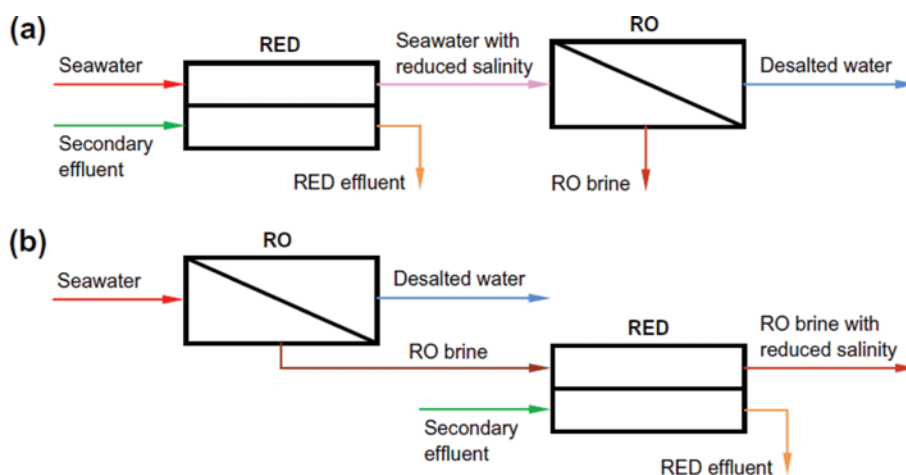 (a)
RED
Seawater
Secondary
effluent
Seawater with
reduced salinity
RED effluent
RO
Desalted water
RO brine
(b)
RO
Seawater
Desalted water
RO brine
RED
Secondary
effluent
RO brine with
reduced salinity
RED effluent